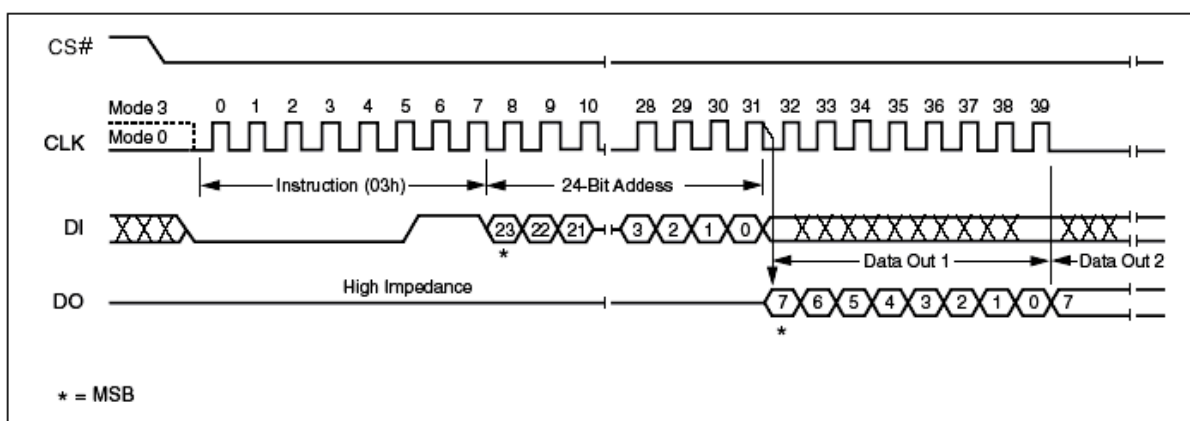 CS#
Mode 3 0 1 2 3 4 5 6 7 8 9 10 28 29 30 31 32 33 34 35 36 37 38 39
CLK Mode 0
Instruction (03h) 24-Bit Addess
DI 23 22 21 3 2 1 0
*
Data Out 1 Data Out 2
High Impedance
DO 7 6 5 4 3 2 1 0 7
*
* = MSB